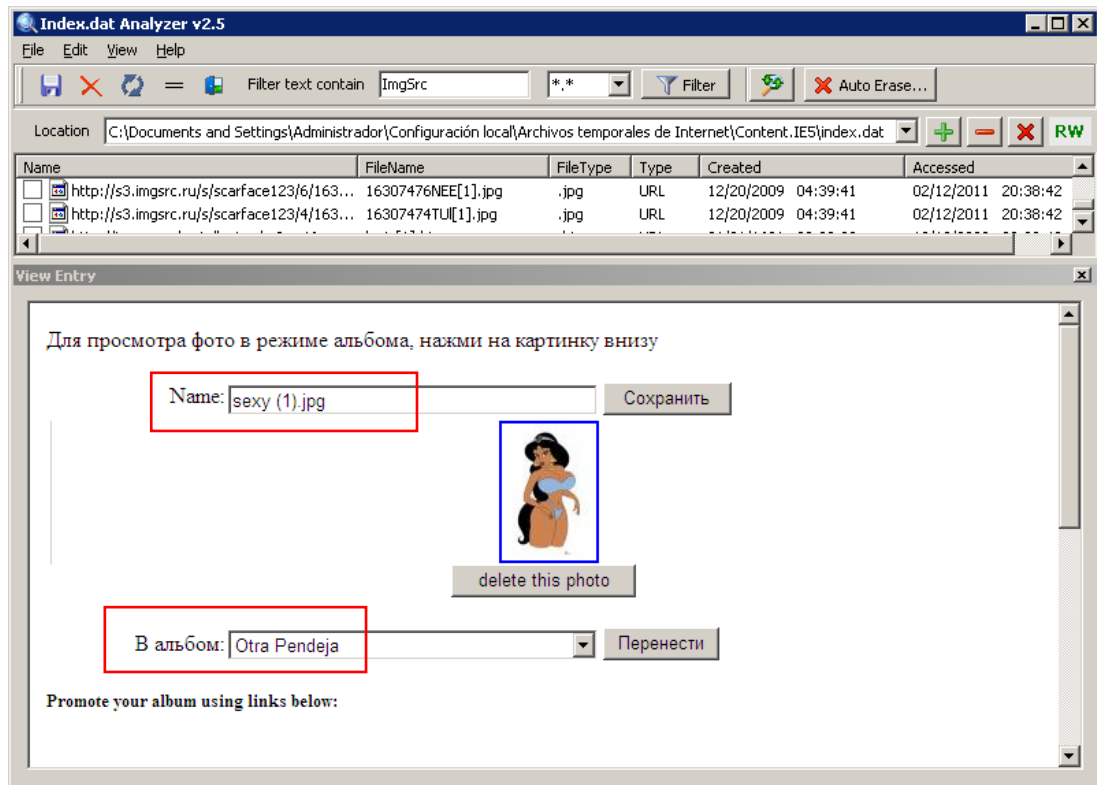 Index.dat Analyzer v2.5
File Edit View Help
Filter text contain ImgSrc *.* Filter Auto Erase...
Location C:\Documents and Settings\Administrador\Configuración local\Archivos temporales de Internet\Content.IE5\index.dat RW
Name FileName FileType Type Created Accessed
http://s3.imgsrc.ru/s/scarface123/6/163... 16307476NEE[1].jpg .jpg URL 12/20/2009 04:39:41 02/12/2011 20:38:42
http://s3.imgsrc.ru/s/scarface123/4/163... 16307474TUI[1].jpg .jpg URL 12/20/2009 04:39:41 02/12/2011 20:38:42
View Entry
Для просмотра фото в режиме альбома, нажми на картинку внизу
Name: sexy (1).jpg Сохранить
delete this photo
В альбом: Otra Pendeja Перенести
Promote your album using links below: